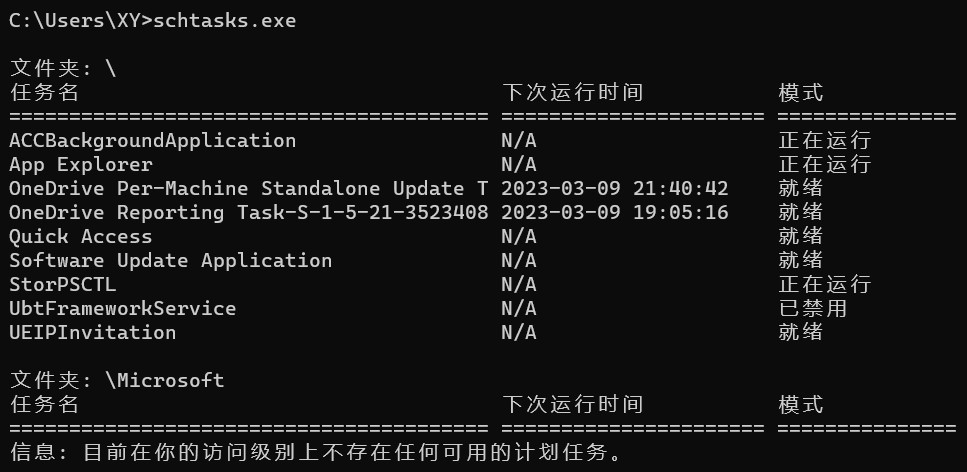 C:\Users\XY>schtasks.exe
文件夹: \
任务名 下次运行时间 模式
======================================== ====================== ===============
ACCBackgroundApplication N/A 正在运行
App Explorer N/A 正在运行
OneDrive Per-Machine Standalone Update T 2023-03-09 21:40:42 就绪
OneDrive Reporting Task-S-1-5-21-3523408 2023-03-09 19:05:16 就绪
Quick Access N/A 就绪
Software Update Application N/A 就绪
StorPSCTL N/A 正在运行
UbtFrameworkService N/A 已禁用
UEIPInvitation N/A 就绪
文件夹: \Microsoft
任务名 下次运行时间 模式
======================================== ====================== ===============
信息: 目前在你的访问级别上不存在任何可用的计划任务。